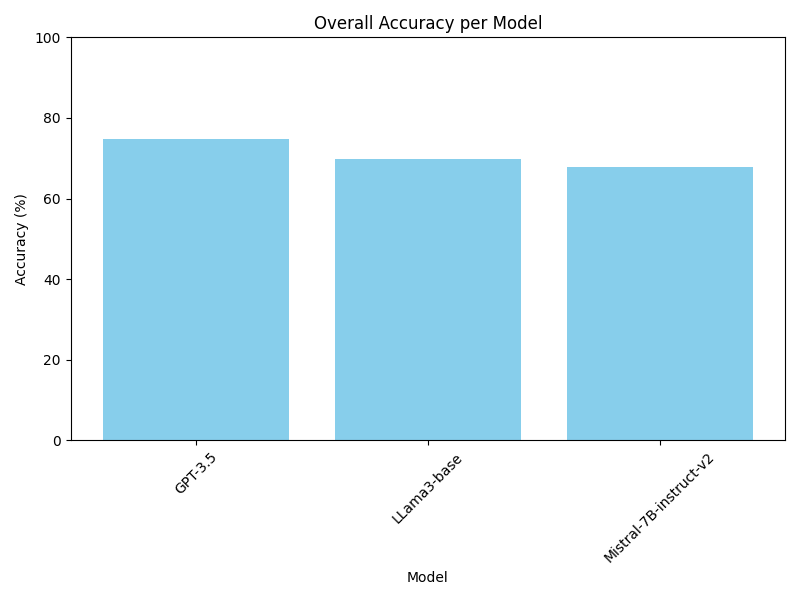 Overall Accuracy per Model
100
80
60
40
20
0
Accuracy (%)
GPT-3.5
LLama3-base
Mistral-7B-instruct-v2
Model